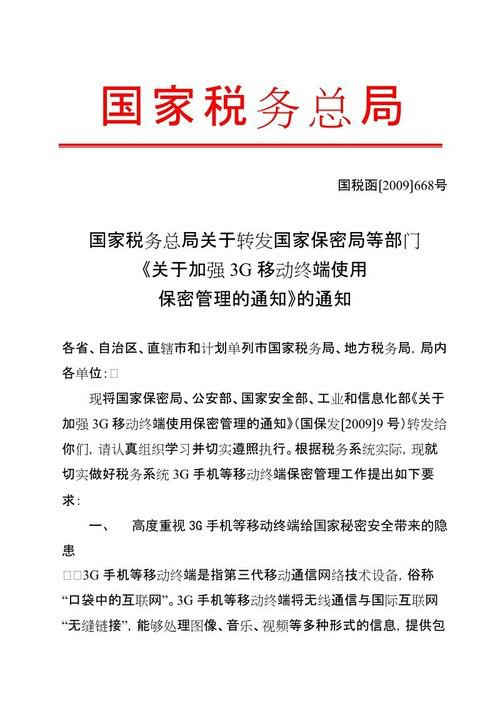 国家税务总局
国税函[2009]668号
国家税务总局关于转发国家保密局等部门
《关于加强 3G 移动终端使用
保密管理的通知》的通知
各省、自治区、直辖市和计划单列市国家税务局、地方税务局，局内
各单位：□
现将国家保密局、公安部、国家安全部、工业和信息化部《关于
加强 3G 移动终端使用保密管理的通知》（国保发[2009]9 号）转发给
你们，请认真组织学习并切实遵照执行。根据税务系统实际，现就
切实做好税务系统 3G 手机等移动终端保密管理工作提出如下要
求：
一、 高度重视 3G 手机等移动终端给国家秘密安全带来的隐
患
□□3G 手机等移动终端是指第三代移动通信网络技术设备，俗称
“口袋中的互联网”。3G 手机等移动终端将无线通信与国际互联网
“无缝链接”，能够处理图像、音乐、视频等多种形式的信息，提供包